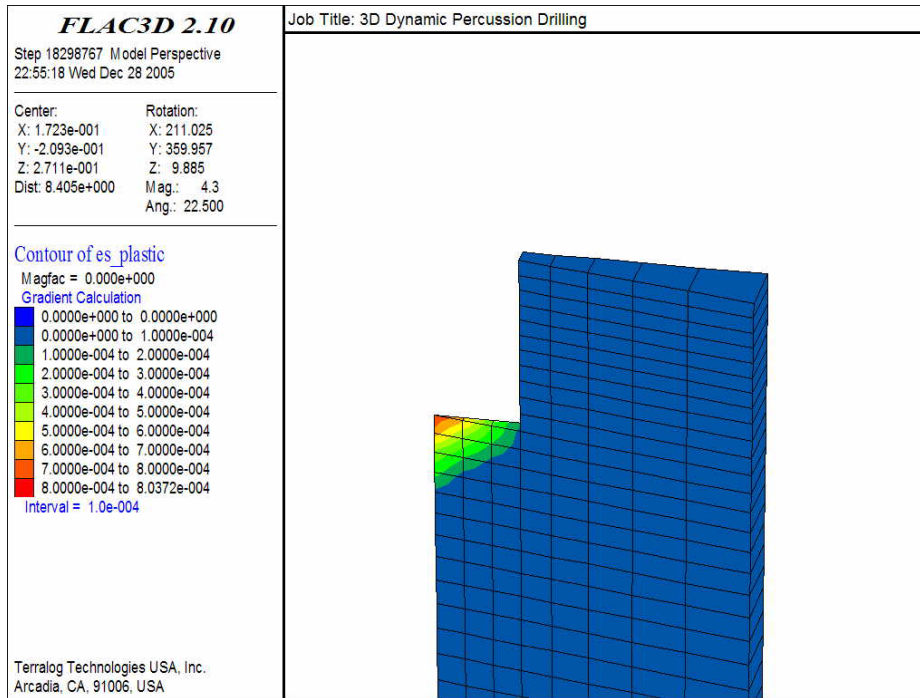 FLAC3D 2.10
Step 18298767 Model Perspective
22:55:18 Wed Dec 28 2005
Center:
X: 1.723e-001
Y: -2.093e-001
Z: 2.711e-001
Dist: 8.405e+000
Rotation:
X: 211.025
Y: 359.957
Z: 9.885
Mag.: 4.3
Ang.: 22.500
Contour of es_plastic
Magfac = 0.000e+000
Gradient Calculation
0.0000e+000 to 0.0000e+000
0.0000e+000 to 1.0000e-004
1.0000e-004 to 2.0000e-004
2.0000e-004 to 3.0000e-004
3.0000e-004 to 4.0000e-004
4.0000e-004 to 5.0000e-004
5.0000e-004 to 6.0000e-004
6.0000e-004 to 7.0000e-004
7.0000e-004 to 8.0000e-004
8.0000e-004 to 8.0372e-004
Interval = 1.0e-004
Terralog Technologies USA, Inc.
Arcadia, CA, 91006, USA
Job Title: 3D Dynamic Percussion Drilling